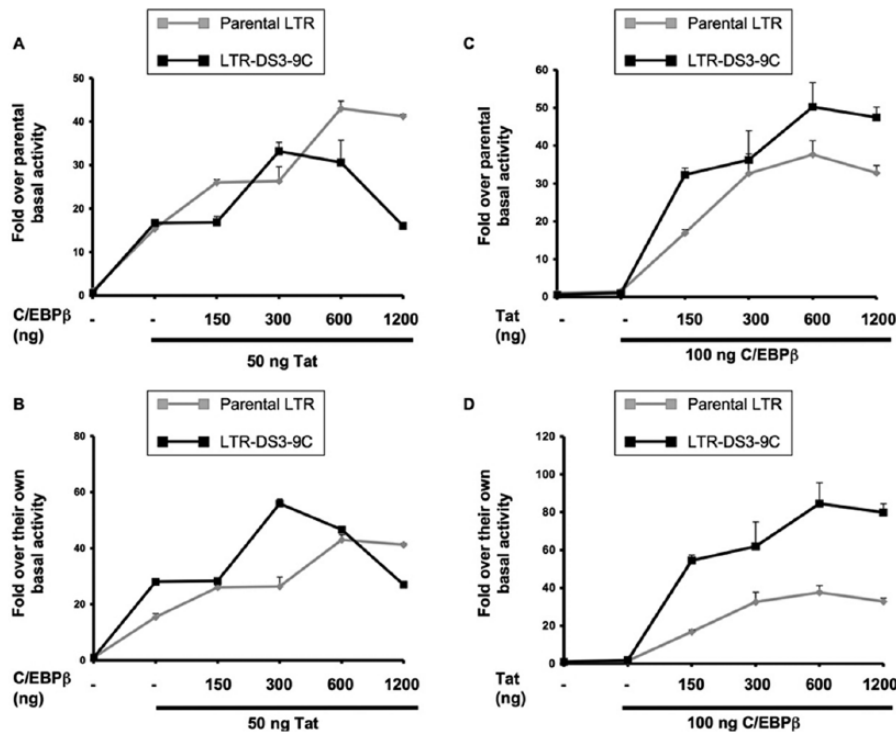 A
Parental LTR
LTR-DS3-9C
Fold over parental
basal activity
50
40
30
20
10
0
C/EBPβ
(ng)
- - 150 300 600 1200
50 ng Tat
C
Parental LTR
LTR-DS3-9C
Fold over parental
basal activity
60
50
40
30
20
10
0
Tat
(ng)
- - 150 300 600 1200
100 ng C/EBPβ
B
Parental LTR
LTR-DS3-9C
Fold over their own
basal activity
80
60
40
20
0
C/EBPβ
(ng)
- - 150 300 600 1200
50 ng Tat
D
Parental LTR
LTR-DS3-9C
Fold over their own
basal activity
120
100
80
60
40
20
0
Tat
(ng)
- - 150 300 600 1200
100 ng C/EBPβ